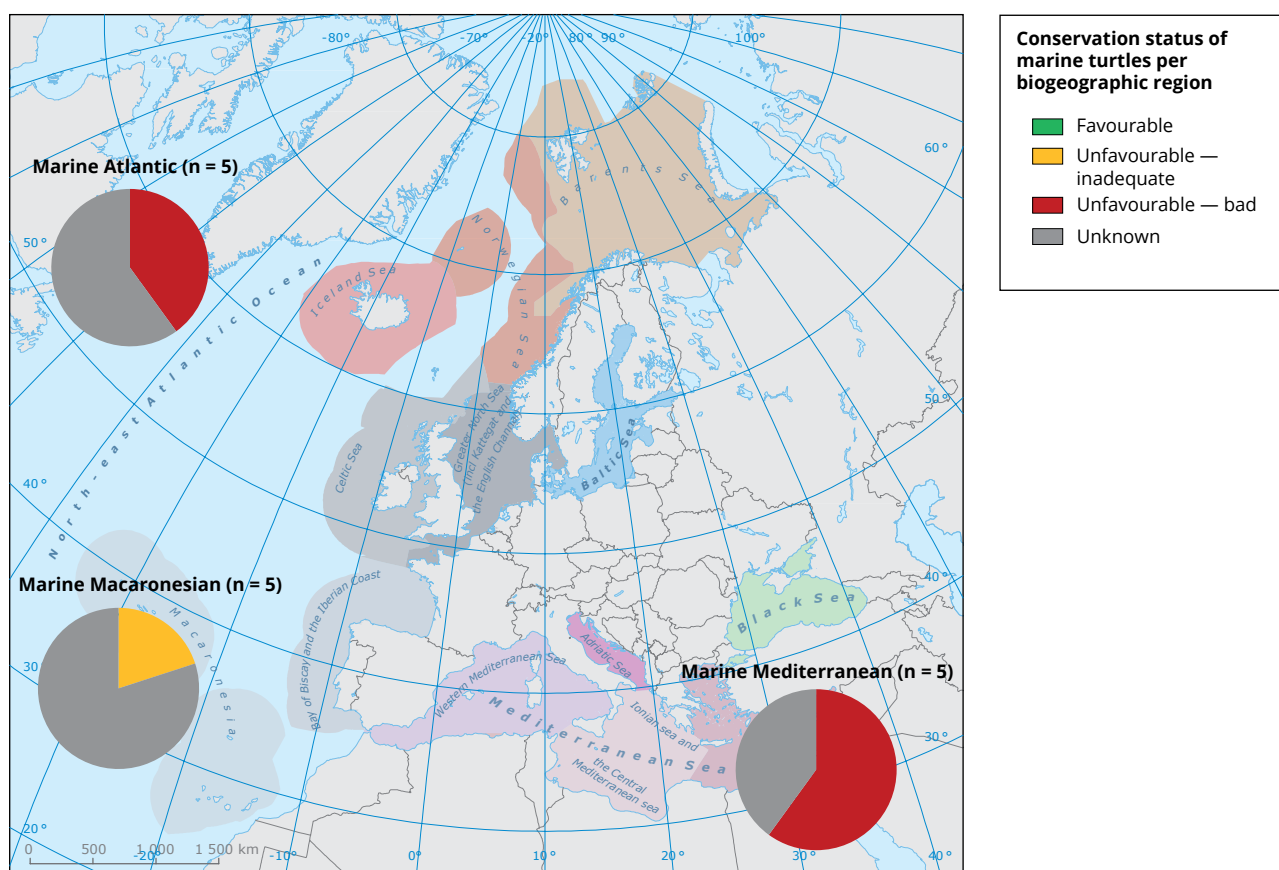 -80°
-70°
-20°
80°
90°
100°
60°
50°
50°
40°
40°
30
30°
20°
-20°
-10°
0°
10°
20°
30°
40°
Marine Atlantic (n = 5)
Marine Macaronesian (n = 5)
Marine Mediterranean (n = 5)
North-east Atlantic Ocean
Iceland Sea
Norwegian Sea
Barents Sea
Celtic Sea
Greater North Sea
(incl Kattegat and
the English Channel)
Baltic Sea
Bay of Biscay and the Iberian Coast
Macaronesia
Western Mediterranean Sea
Adriatic Sea
Mediterranean Sea
Ionian sea and
the Central
Mediterranean sea
Black Sea
0 500 1 000 1 500 km
Conservation status of
marine turtles per
biogeographic region
Favourable
Unfavourable —
inadequate
Unfavourable — bad
Unknown